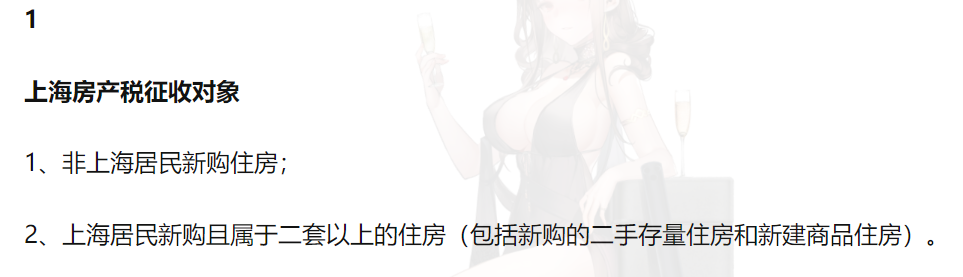 1
上海房产税征收对象
1、非上海居民新购住房；
2、上海居民新购且属于二套以上的住房（包括新购的二手存量住房和新建商品住房）。